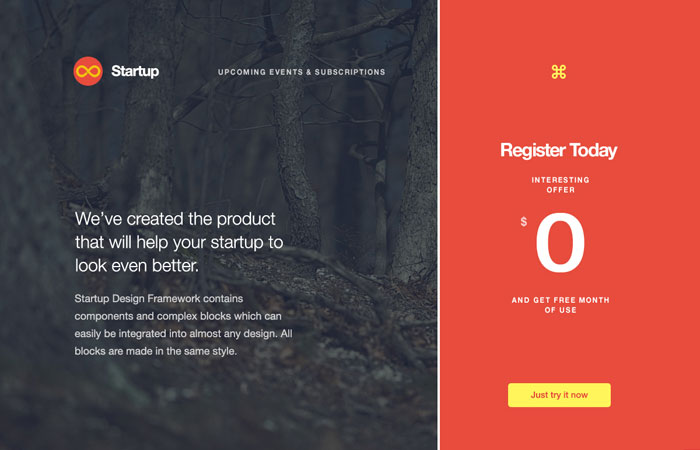 Startup
UPCOMING EVENTS & SUBSCRIPTIONS
We’ve created the product
that will help your startup to
look even better.
Startup Design Framework contains
components and complex blocks which can
easily be integrated into almost any design. All
blocks are made in the same style.
⌘
Register Today
INTERESTING
OFFER
$
0
AND GET FREE MONTH
OF USE
Just try it now